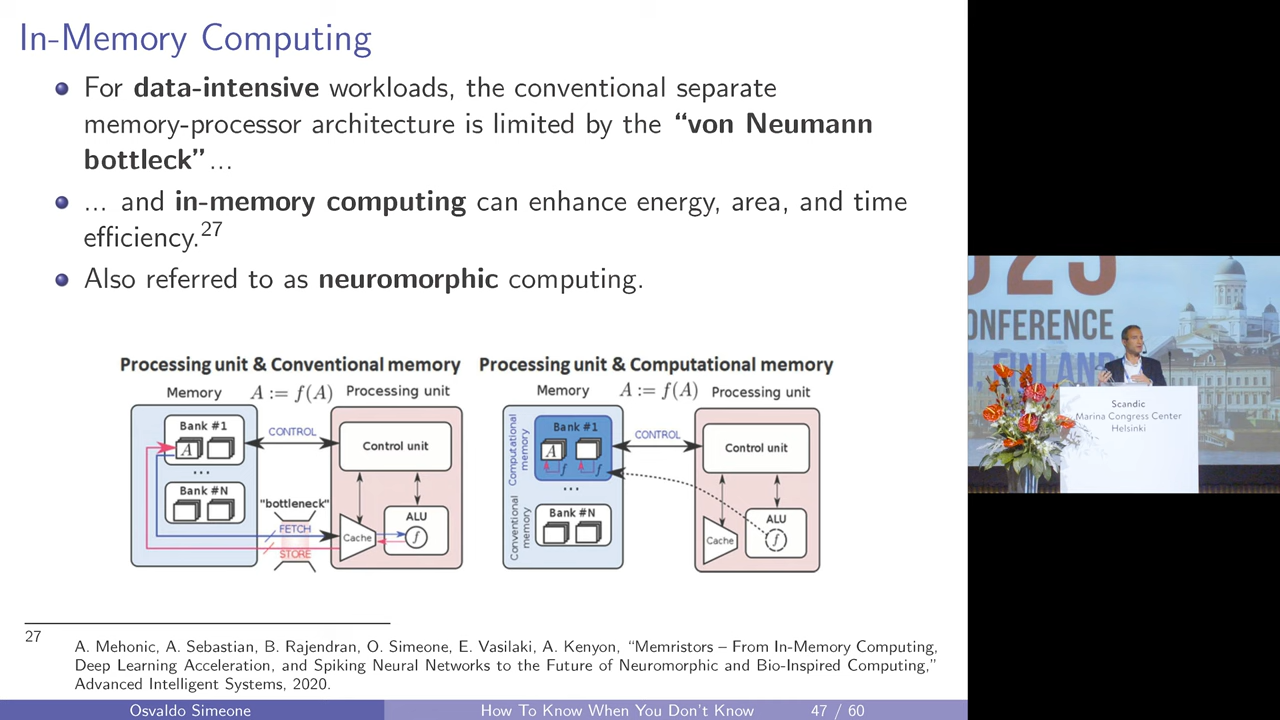 In-Memory Computing
For data-intensive workloads, the conventional separate
memory-processor architecture is limited by the “von Neumann
bottleck”...
... and in-memory computing can enhance energy, area, and time
efficiency.27
Also referred to as neuromorphic computing.
Processing unit & Conventional memory
Memory A := f(A) Processing unit
Bank #1
A
...
Bank #N
CONTROL
"bottleneck"
FETCH
STORE
Control unit
Cache
ALU
f
Processing unit & Computational memory
Memory A := f(A) Processing unit
Computational memory
Conventional memory
Bank #1
A
f f
...
Bank #N
CONTROL
Control unit
Cache
ALU
f
27
A. Mehonic, A. Sebastian, B. Rajendran, O. Simeone, E. Vasilaki, A. Kenyon, “Memristors – From In-Memory Computing,
Deep Learning Acceleration, and Spiking Neural Networks to the Future of Neuromorphic and Bio-Inspired Computing,”
Advanced Intelligent Systems, 2020.
Osvaldo Simeone How To Know When You Don't Know 47 / 60
ONFERENCE
FINLAND
Scandic
Marina Congress Center
Helsinki